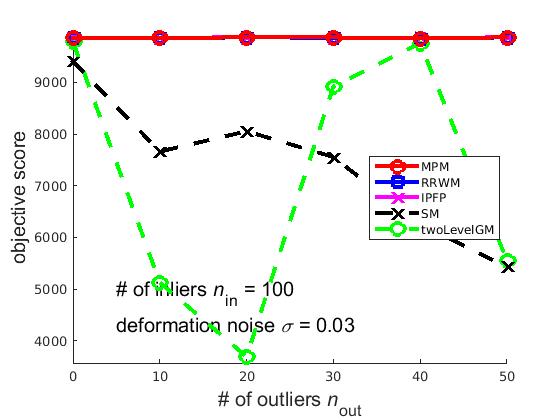 9000
8000
7000
6000
5000
4000
objective score
MPM
RRWM
IPFP
SM
twoLevelGM
# of inliers n_in = 100
deformation noise σ = 0.03
0 10 20 30 40 50
# of outliers n_out